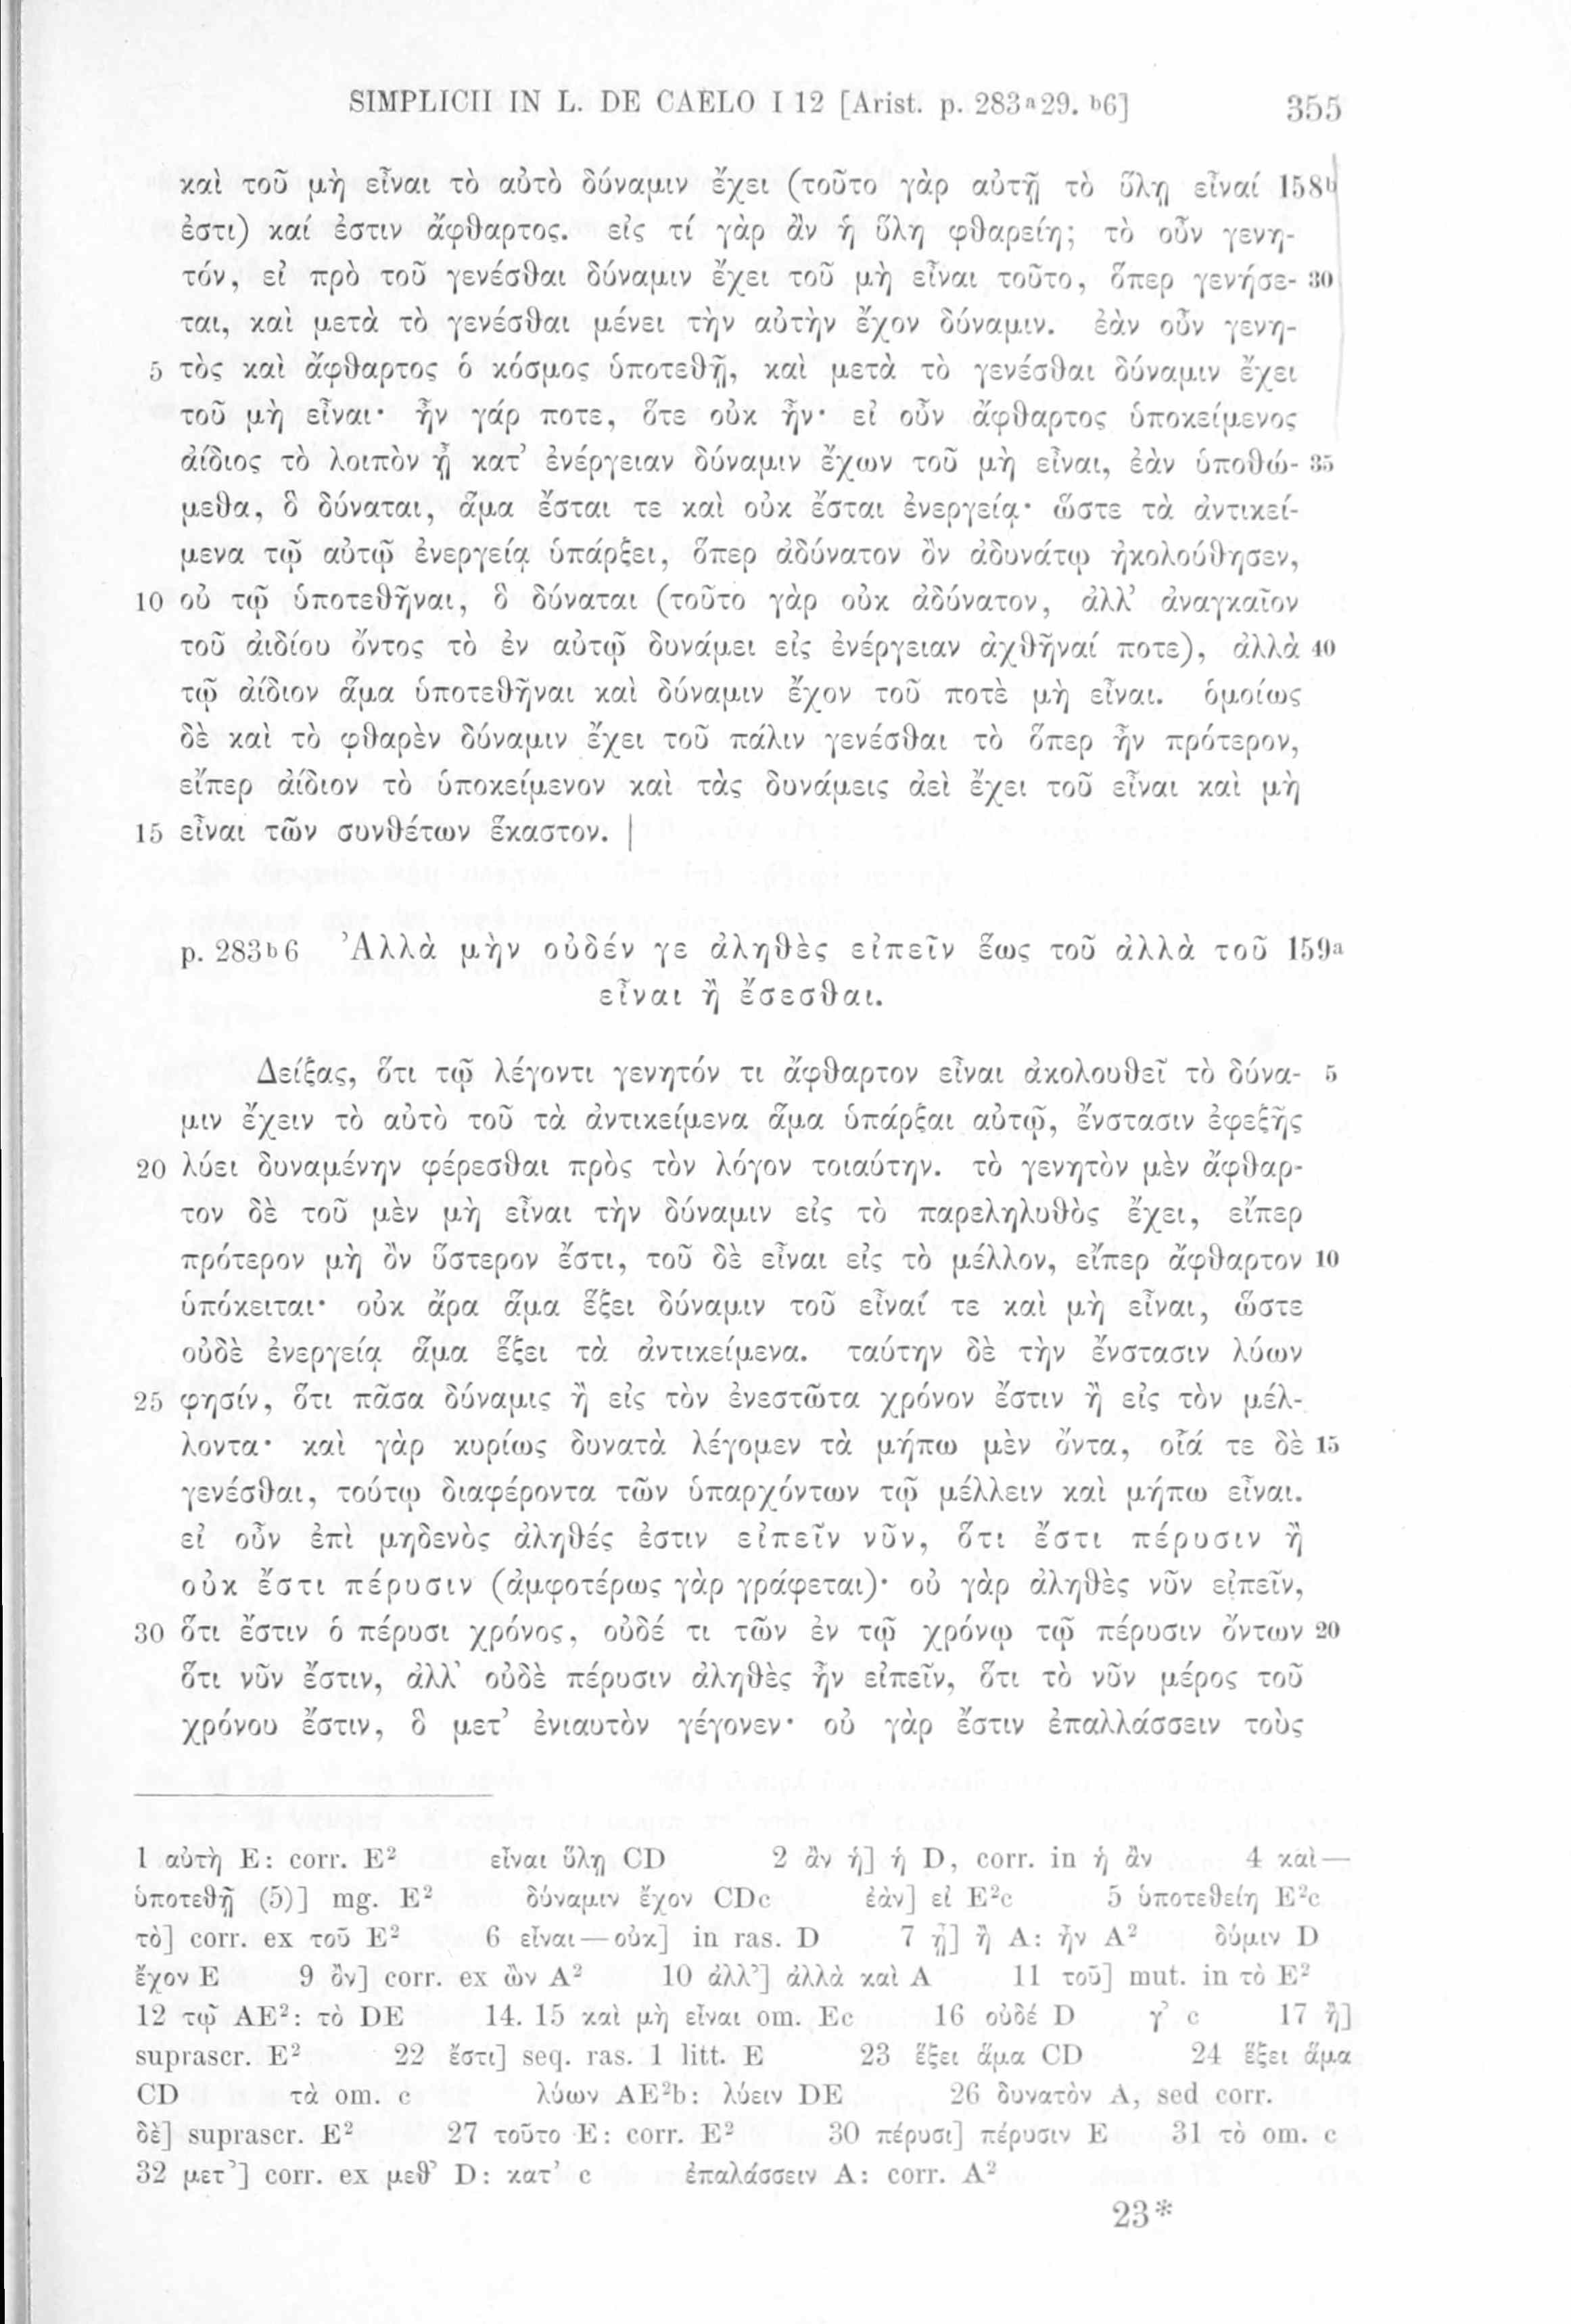 SIMPLICII IN L. DE CAELO I 12 [Arist. p. 283ª29. ᵇ6] 355
καὶ τοῦ μὴ εἶναι τὸ αὐτὸ δύναμιν ἔχει (τοῦτο γὰρ αὐτῇ τὸ ὕλῃ εἶναί 158ᵇ
ἐστι) καί ἐστιν ἄφθαρτος. εἰς τί γὰρ ἂν ἡ ὕλη φθαρείη; τὸ οὖν γενη-
τόν, εἰ πρὸ τοῦ γενέσθαι δύναμιν ἔχει τοῦ μὴ εἶναι τοῦτο, ὅπερ γενήσε- 30
ται, καὶ μετὰ τὸ γενέσθαι μένει τὴν αὐτὴν ἔχον δύναμιν. ἐὰν οὖν γενη-
5 τὸς καὶ ἄφθαρτος ὁ κόσμος ὑποτεθῇ, καὶ μετὰ τὸ γενέσθαι δύναμιν ἔχει
τοῦ μὴ εἶναι· ἦν γάρ ποτε, ὅτε οὐκ ἦν· εἰ οὖν ἄφθαρτος ὑποκείμενος
ἀίδιος τὸ λοιπὸν ᾖ κατ’ ἐνέργειαν δύναμιν ἔχων τοῦ μὴ εἶναι, ἐὰν ὑποθώ- 35
μεθα, ὃ δύναται, ἅμα ἔσται τε καὶ οὐκ ἔσται ἐνεργείᾳ· ὥστε τὰ ἀντικεί-
μενα τῷ αὐτῷ ἐνεργείᾳ ὑπάρξει, ὅπερ ἀδύνατον ὂν ἀδυνάτῳ ἠκολούθησεν,
10 οὐ τῷ ὑποτεθῆναι, ὃ δύναται (τοῦτο γὰρ οὐκ ἀδύνατον, ἀλλ’ ἀναγκαῖον
τοῦ ἀιδίου ὄντος τὸ ἐν αὐτῷ δυνάμει εἰς ἐνέργειαν ἀχθῆναί ποτε), ἀλλὰ 40
τῷ ἀίδιον ἅμα ὑποτεθῆναι καὶ δύναμιν ἔχον τοῦ ποτὲ μὴ εἶναι. ὁμοίως
δὲ καὶ τὸ φθαρὲν δύναμιν ἔχει τοῦ πάλιν γενέσθαι τὸ ὅπερ ἦν πρότερον,
εἴπερ ἀίδιον τὸ ὑποκείμενον καὶ τὰς δυνάμεις ἀεὶ ἔχει τοῦ εἶναι καὶ μὴ
15 εἶναι τῶν συνθέτων ἕκαστον. |
p. 283ᵇ6 Ἀλλὰ μὴν οὐδέν γε ἀληθὲς εἰπεῖν ἕως τοῦ ἀλλὰ τοῦ 159ª
εἶναι ἢ ἔσεσθαι.
Δείξας, ὅτι τῷ λέγοντι γενητόν τι ἄφθαρτον εἶναι ἀκολουθεῖ τὸ δύνα- 5
μιν ἔχειν τὸ αὐτὸ τοῦ τὰ ἀντικείμενα ἅμα ὑπάρξαι αὐτῷ, ἔνστασιν ἐφεξῆς
20 λύει δυναμένην φέρεσθαι πρὸς τὸν λόγον τοιαύτην. τὸ γενητὸν μὲν ἄφθαρ-
τον δὲ τοῦ μὲν μὴ εἶναι τὴν δύναμιν εἰς τὸ παρεληλυθὸς ἔχει, εἴπερ
πρότερον μὴ ὂν ὕστερον ἔστι, τοῦ δὲ εἶναι εἰς τὸ μέλλον, εἴπερ ἄφθαρτον 10
ὑπόκειται· οὐκ ἄρα ἅμα ἕξει δύναμιν τοῦ εἶναί τε καὶ μὴ εἶναι, ὥστε
οὐδὲ ἐνεργείᾳ ἅμα ἕξει τὰ ἀντικείμενα. ταύτην δὲ τὴν ἔνστασιν λύων
25 φησίν, ὅτι πᾶσα δύναμις ἢ εἰς τὸν ἐνεστῶτα χρόνον ἔστιν ἢ εἰς τὸν μέλ-
λοντα· καὶ γὰρ κυρίως δυνατὰ λέγομεν τὰ μήπω μὲν ὄντα, οἷά τε δὲ 15
γενέσθαι, τούτῳ διαφέροντα τῶν ὑπαρχόντων τῷ μέλλειν καὶ μήπω εἶναι.
εἰ οὖν ἐπὶ μηδενὸς ἀληθές ἐστιν εἰπεῖν νῦν, ὅτι ἔστι πέρυσιν ἢ
οὐκ ἔστι πέρυσιν (ἀμφοτέρως γὰρ γράφεται)· οὐ γὰρ ἀληθὲς νῦν εἰπεῖν,
30 ὅτι ἔστιν ὁ πέρυσι χρόνος, οὐδέ τι τῶν ἐν τῷ χρόνῳ τῷ πέρυσιν ὄντων 20
ὅτι νῦν ἔστιν, ἀλλ’ οὐδὲ πέρυσιν ἀληθὲς ἦν εἰπεῖν, ὅτι τὸ νῦν μέρος τοῦ
χρόνου ἔστιν, ὃ μετ’ ἐνιαυτὸν γέγονεν· οὐ γὰρ ἔστιν ἐπαλλάσσειν τοὺς
1 αὐτὴ E: corr. E² εἶναι ὕλῃ CD 2 ἂν ἡ] ἡ D, corr. in ἡ ἂν 4 καὶ—
ὑποτεθῇ (5)] mg. E² δύναμιν ἔχον CDc ἐὰν] εἰ E²c 5 ὑποτεθείη E²c
τὸ] corr. ex τοῦ E² 6 εἶναι—οὐκ] in ras. D 7 ᾖ] ἢ A: ἦν A² δύμιν D
ἔχον E 9 ὂν] corr. ex ὢν A² 10 ἀλλ’] ἀλλὰ καὶ A 11 τοῦ] mut. in τὸ E²
12 τῷ AE²: τὸ DE 14. 15 καὶ μὴ εἶναι om. Ec 16 οὐδέ D γ’ c 17 ἢ]
suprascr. E² 22 ἔστι] seq. ras. 1 litt. E 23 ἕξει ἅμα CD 24 ἕξει ἅμα
CD τὰ om. c λύων AE²b: λύειν DE 26 δυνατὸν A, sed corr.
δὲ] suprascr. E² 27 τοῦτο E: corr. E² 30 πέρυσι] πέρυσιν E 31 τὸ om. c
32 μετ’] corr. ex μεθ’ D: κατ’ c ἐπαλάσσειν A: corr. A²
23*